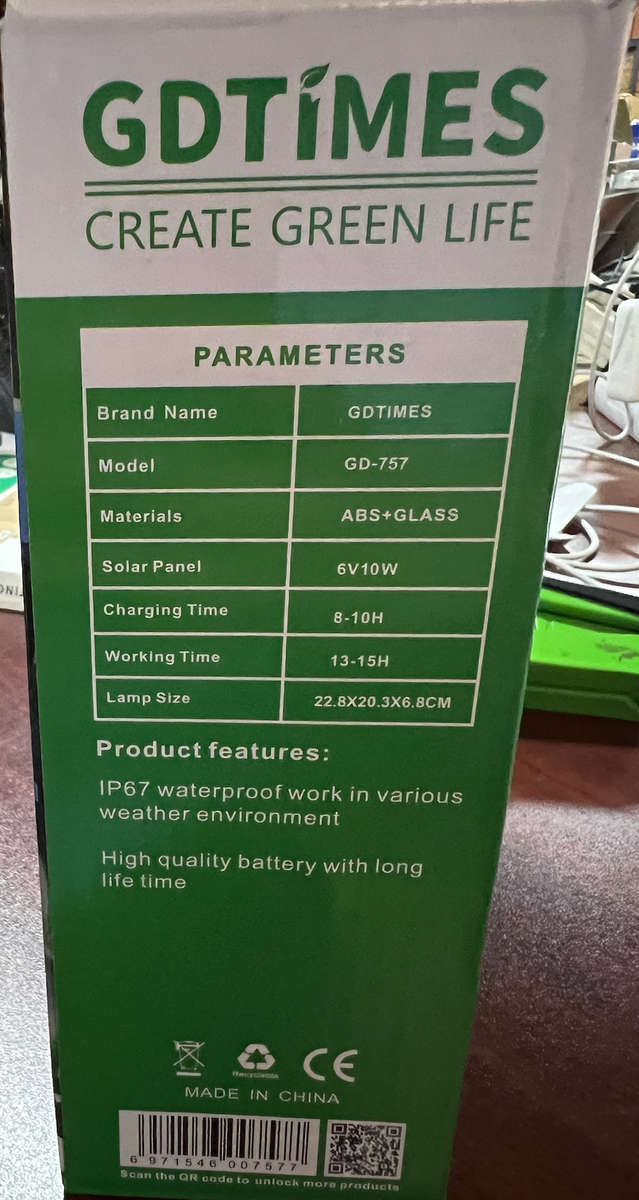 GDTIMES
CREATE GREEN LIFE
PARAMETERS
Brand Name GDTIMES
Model GD-757
Materials ABS+GLASS
Solar Panel 6V10W
Charging Time 8-10H
Working Time 13-15H
Lamp Size 22.8X20.3X6.8CM
Product features:
IP67 waterproof work in various
weather environment
High quality battery with long
life time
Recyclable
CE
MADE IN CHINA
6 971546 007577
Scan the QR code to unlock more products